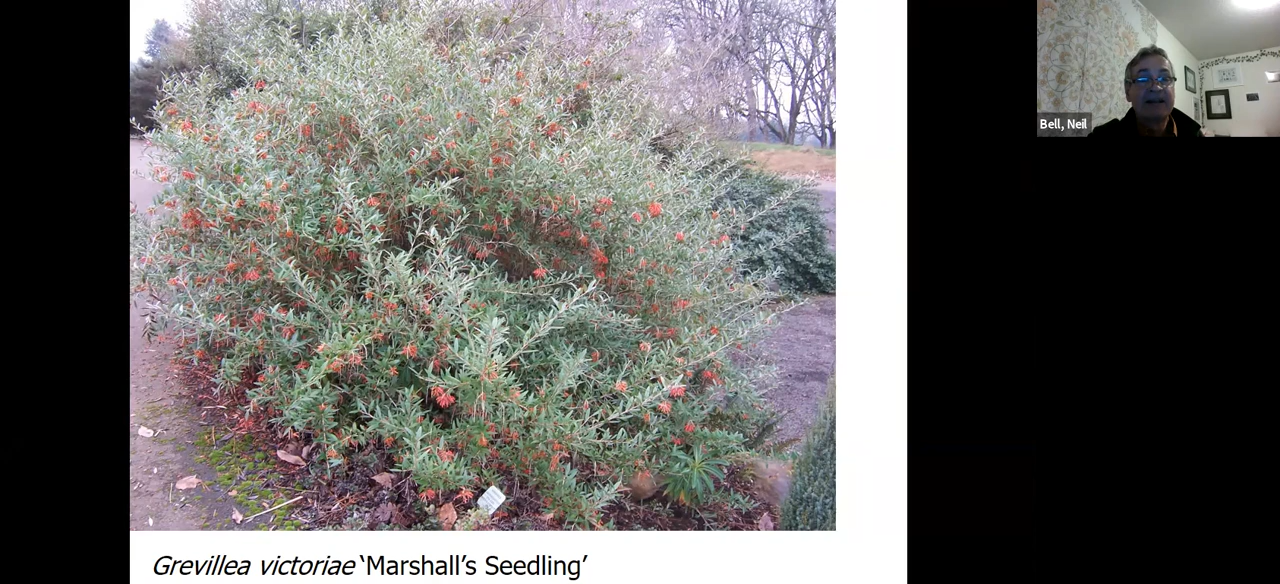 Bell, Neil
Grevillea victoriae ‘Marshall’s Seedling’